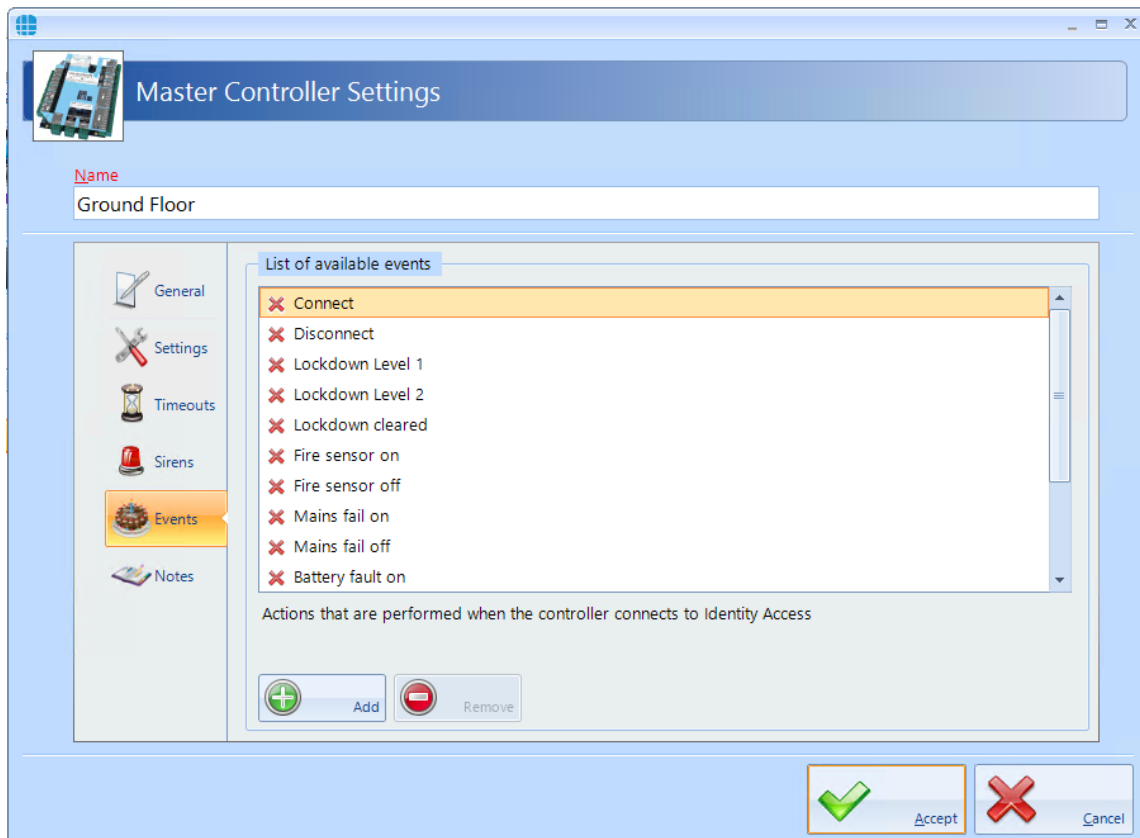 Master Controller Settings
Name
Ground Floor
General
Settings
Timeouts
Sirens
Events
Notes
List of available events
Connect
Disconnect
Lockdown Level 1
Lockdown Level 2
Lockdown cleared
Fire sensor on
Fire sensor off
Mains fail on
Mains fail off
Battery fault on
Actions that are performed when the controller connects to Identity Access
Add
Remove
Accept
Cancel